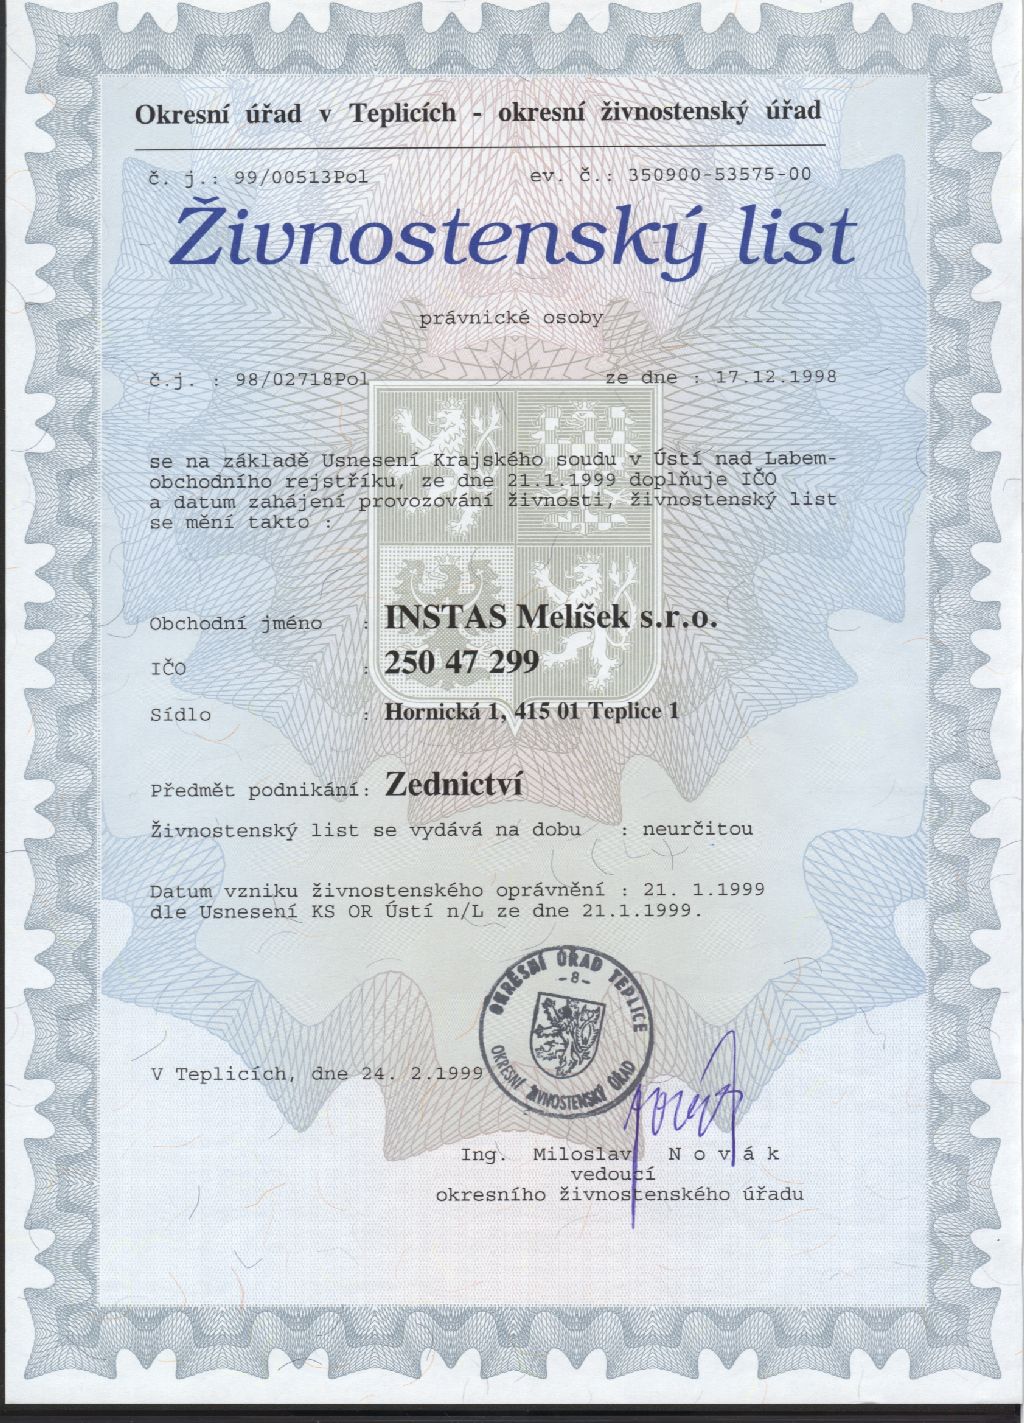 Okresní úřad v Teplicích - okresní živnostenský úřad
č. j.: 99/00513Pol ev. č.: 350900-53575-00
Živnostenský list
právnické osoby
č.j. : 98/02718Pol ze dne : 17.12.1998
se na základě Usnesení Krajského soudu v Ústí nad Labem-
obchodního rejstříku, ze dne 21.1.1999 doplňuje IČO
a datum zahájení provozování živnosti, živnostenský list
se mění takto :
Obchodní jméno : INSTAS Melíšek s.r.o.
IČO : 250 47 299
Sídlo : Hornická 1, 415 01 Teplice 1
Předmět podnikání: Zednictví
Živnostenský list se vydává na dobu : neurčitou
Datum vzniku živnostenského oprávnění : 21. 1.1999
dle Usnesení KS OR Ústí n/L ze dne 21.1.1999.
OKRESNÍ ÚŘAD TEPLICE
-8-
OKRESNÍ ŽIVNOSTENSKÝ ÚŘAD
V Teplicích, dne 24. 2.1999
Ing. Miloslav N o v á k
vedoucí
okresního živnostenského úřadu